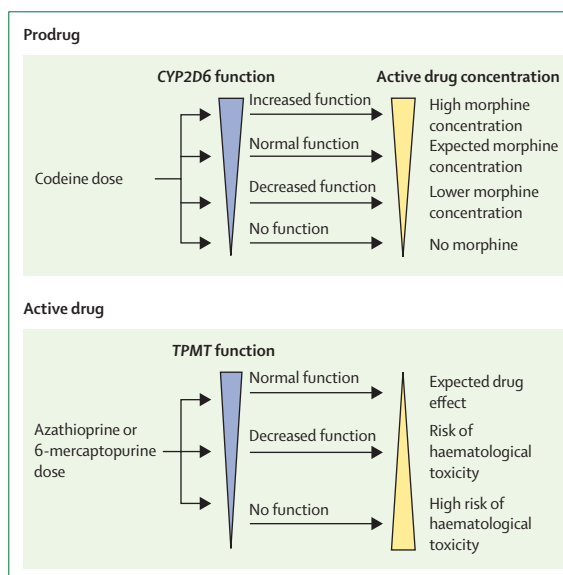 Prodrug
CYP2D6 function
Active drug concentration
Codeine dose
Increased function
Normal function
Decreased function
No function
High morphine
concentration
Expected morphine
concentration
Lower morphine
concentration
No morphine
Active drug
TPMT function
Azathioprine or
6-mercaptopurine
dose
Normal function
Decreased function
No function
Expected drug
effect
Risk of
haematological
toxicity
High risk of
haematological
toxicity